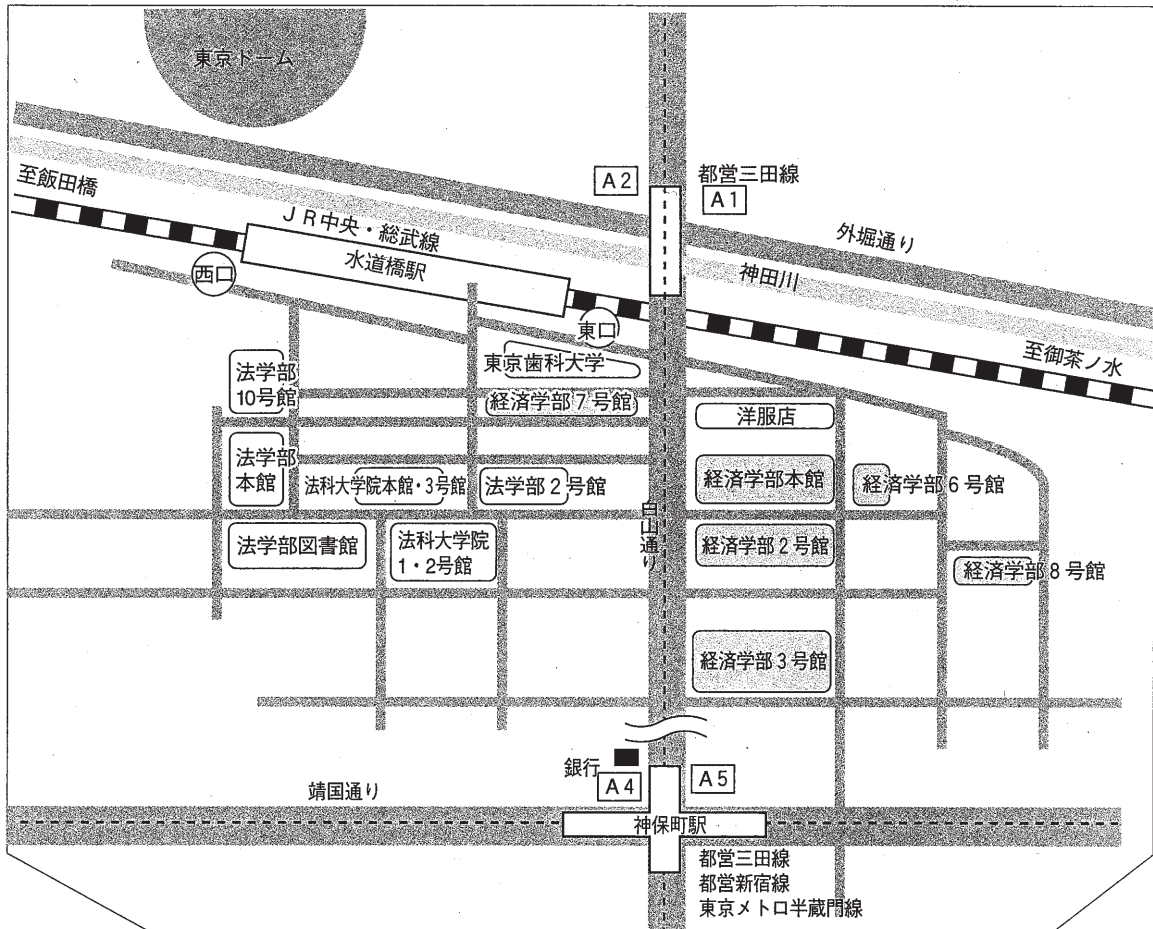 東京ドーム
至飯田橋
JR中央・総武線
水道橋駅
西口
東口
A2
都営三田線
A1
外堀通り
神田川
至御茶ノ水
東京歯科大学
法学部
10号館
経済学部7号館
洋服店
法学部
本館
法科大学院本館・3号館
法学部2号館
経済学部本館
経済学部6号館
白山通り
法学部図書館
法科大学院
1・2号館
経済学部2号館
経済学部8号館
経済学部3号館
銀行
A4
A5
靖国通り
神保町駅
都営三田線
都営新宿線
東京メトロ半蔵門線